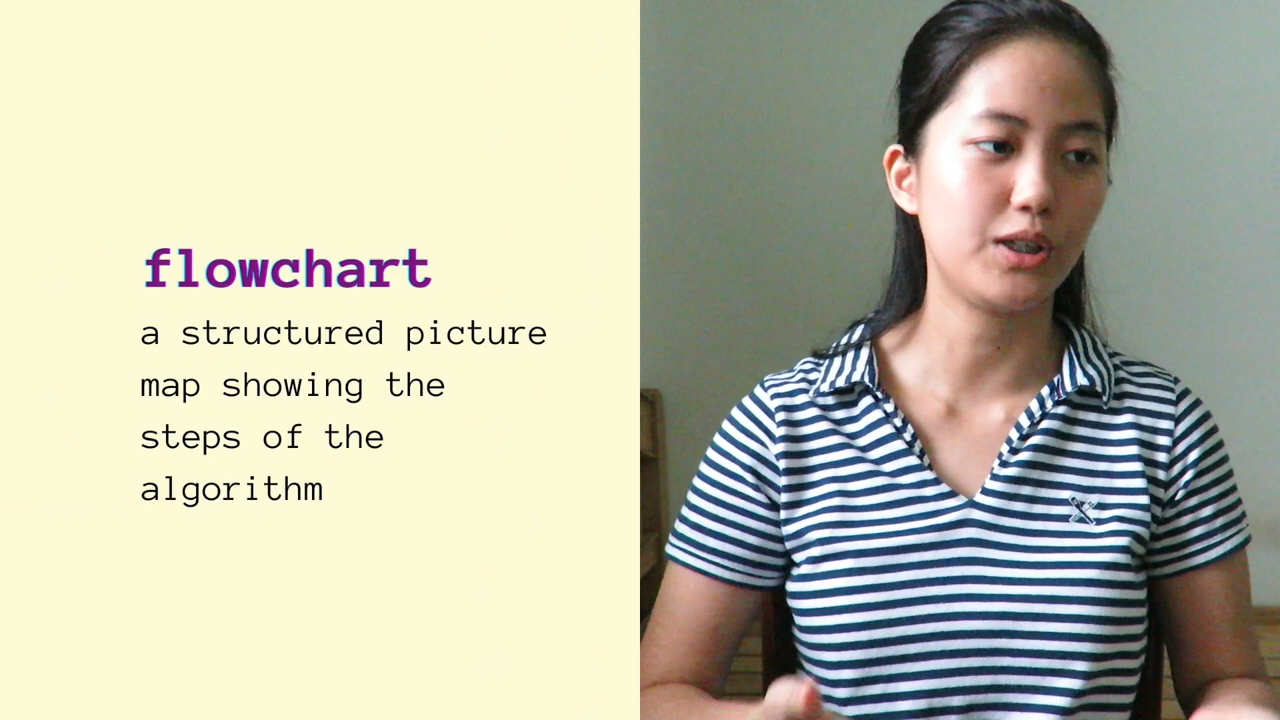 flowchart
a structured picture
map showing the
steps of the
algorithm